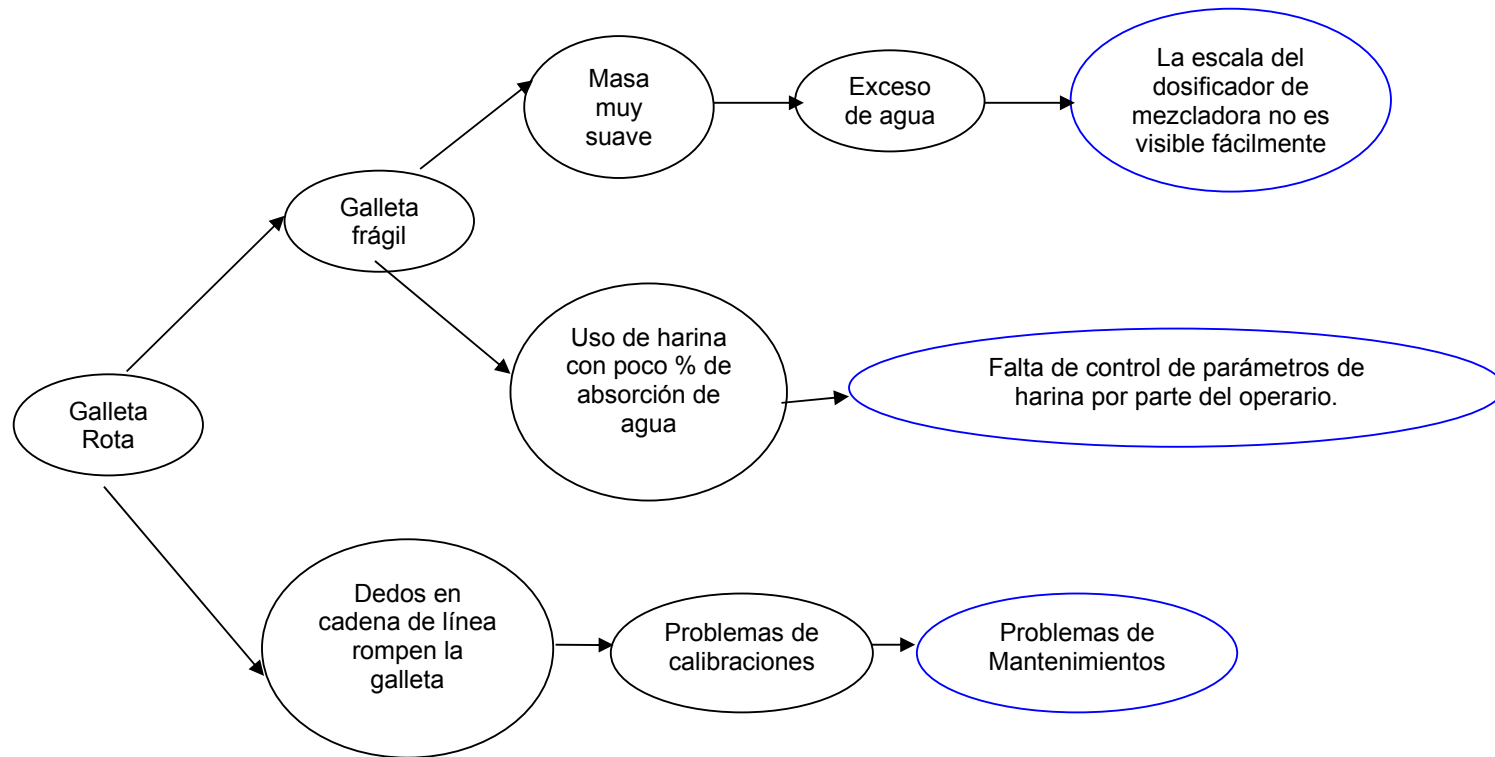 Masa
muy
suave
Exceso
de agua
La escala del
dosificador de
mezcladora no es
visible fácilmente
Galleta
frágil
Uso de harina
con poco % de
absorción de
agua
Falta de control de parámetros de
harina por parte del operario.
Galleta
Rota
Dedos en
cadena de línea
rompen la
galleta
Problemas de
calibraciones
Problemas de
Mantenimientos